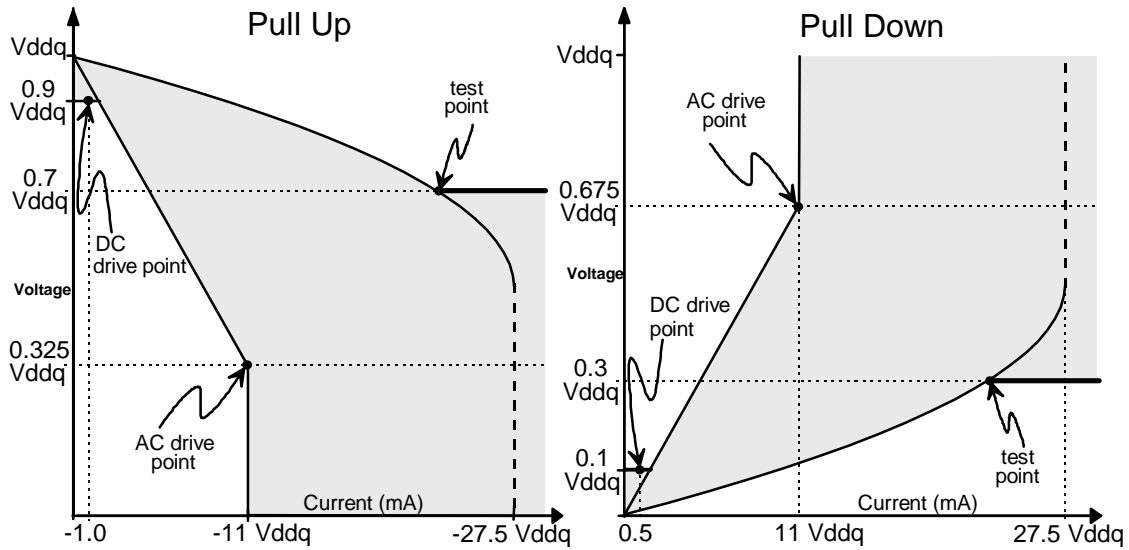 Pull Up
Vddq
0.9
Vddq
test
point
0.7
Vddq
DC
drive point
Voltage
0.325
Vddq
AC drive
point
Current (mA)
-1.0
-11 Vddq
-27.5 Vddq
Pull Down
Vddq
AC drive
point
0.675
Vddq
Voltage
DC drive
point
0.3
Vddq
0.1
Vddq
test
point
Current (mA)
0.5
11 Vddq
27.5 Vddq